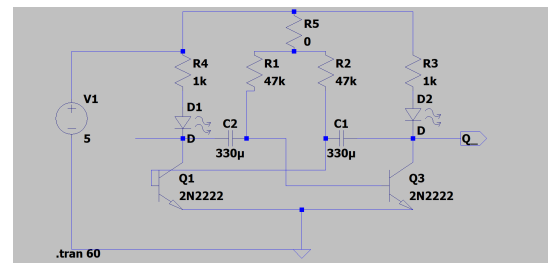 R5
0
R4
1k
R1
47k
R2
47k
R3
1k
V1
5
D1
D
C2
330µ
C1
330µ
D2
D
Q_
Q1
2N2222
Q3
2N2222
.tran 60